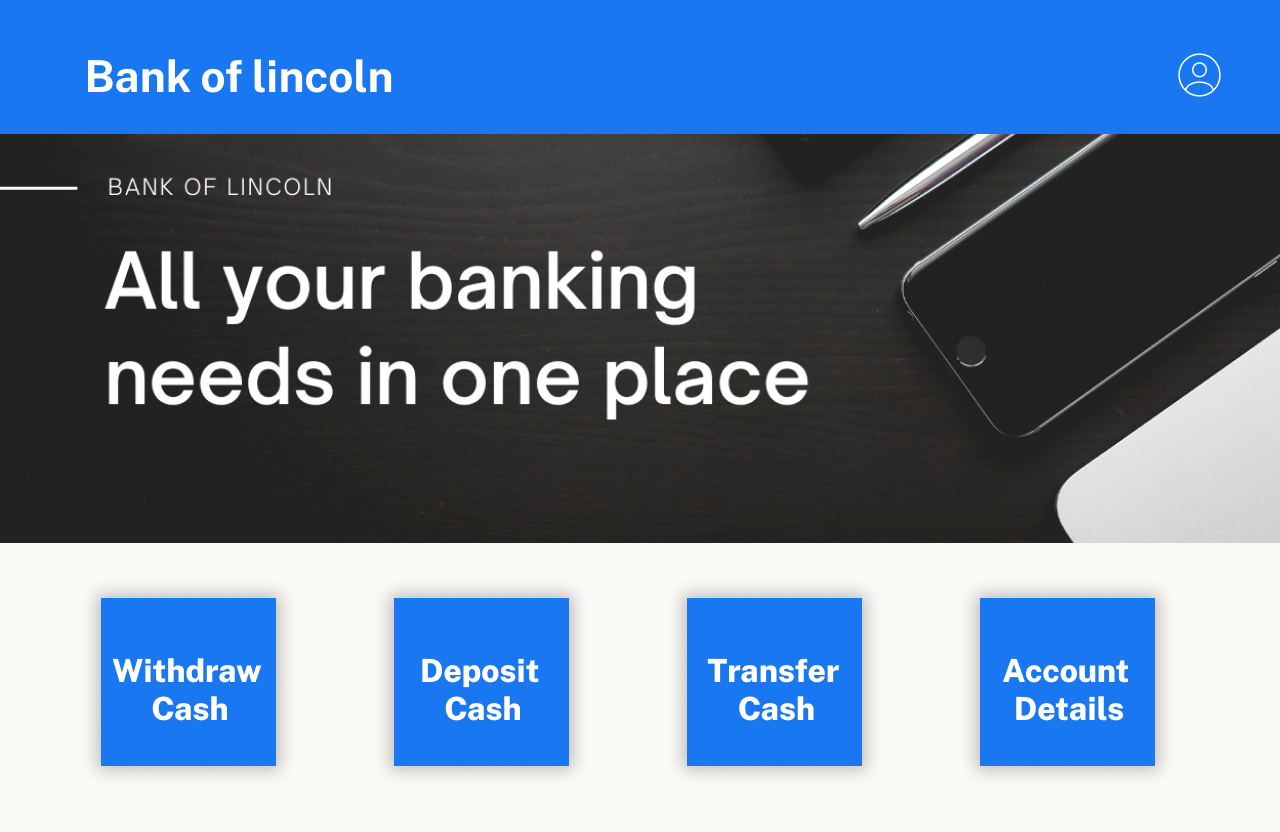 Bank of lincoln
BANK OF LINCOLN
All your banking
needs in one place
Withdraw
Cash
Deposit
Cash
Transfer
Cash
Account
Details